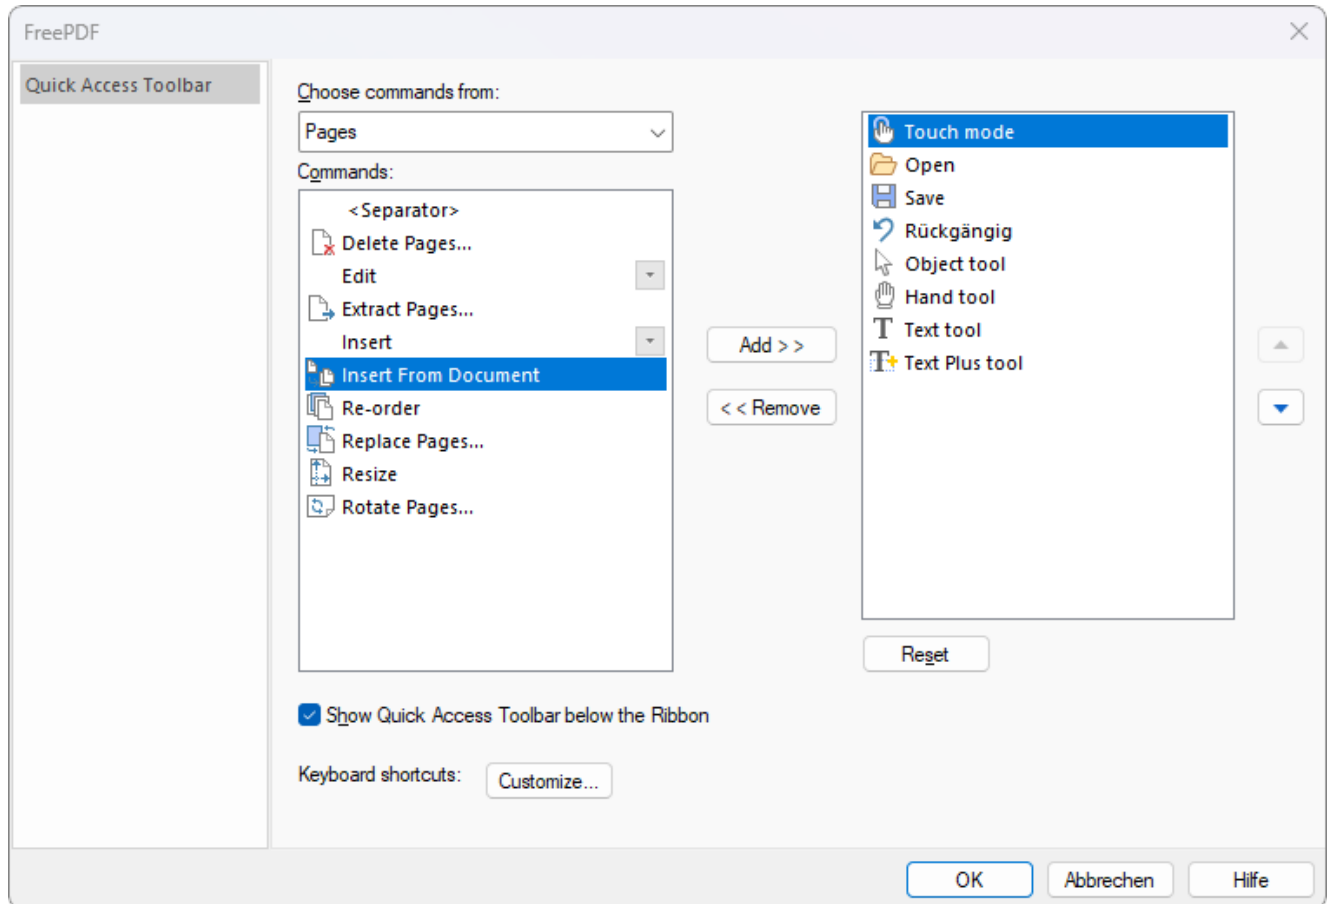 FreePDF
Quick Access Toolbar
Choose commands from:
Pages
Commands:
<Separator>
Delete Pages...
Edit
Extract Pages...
Insert
Insert From Document
Re-order
Replace Pages...
Resize
Rotate Pages...
Add >>
<< Remove
Touch mode
Open
Save
Rückgängig
Object tool
Hand tool
Text tool
Text Plus tool
Reset
Show Quick Access Toolbar below the Ribbon
Keyboard shortcuts: Customize...
OK Abbrechen Hilfe